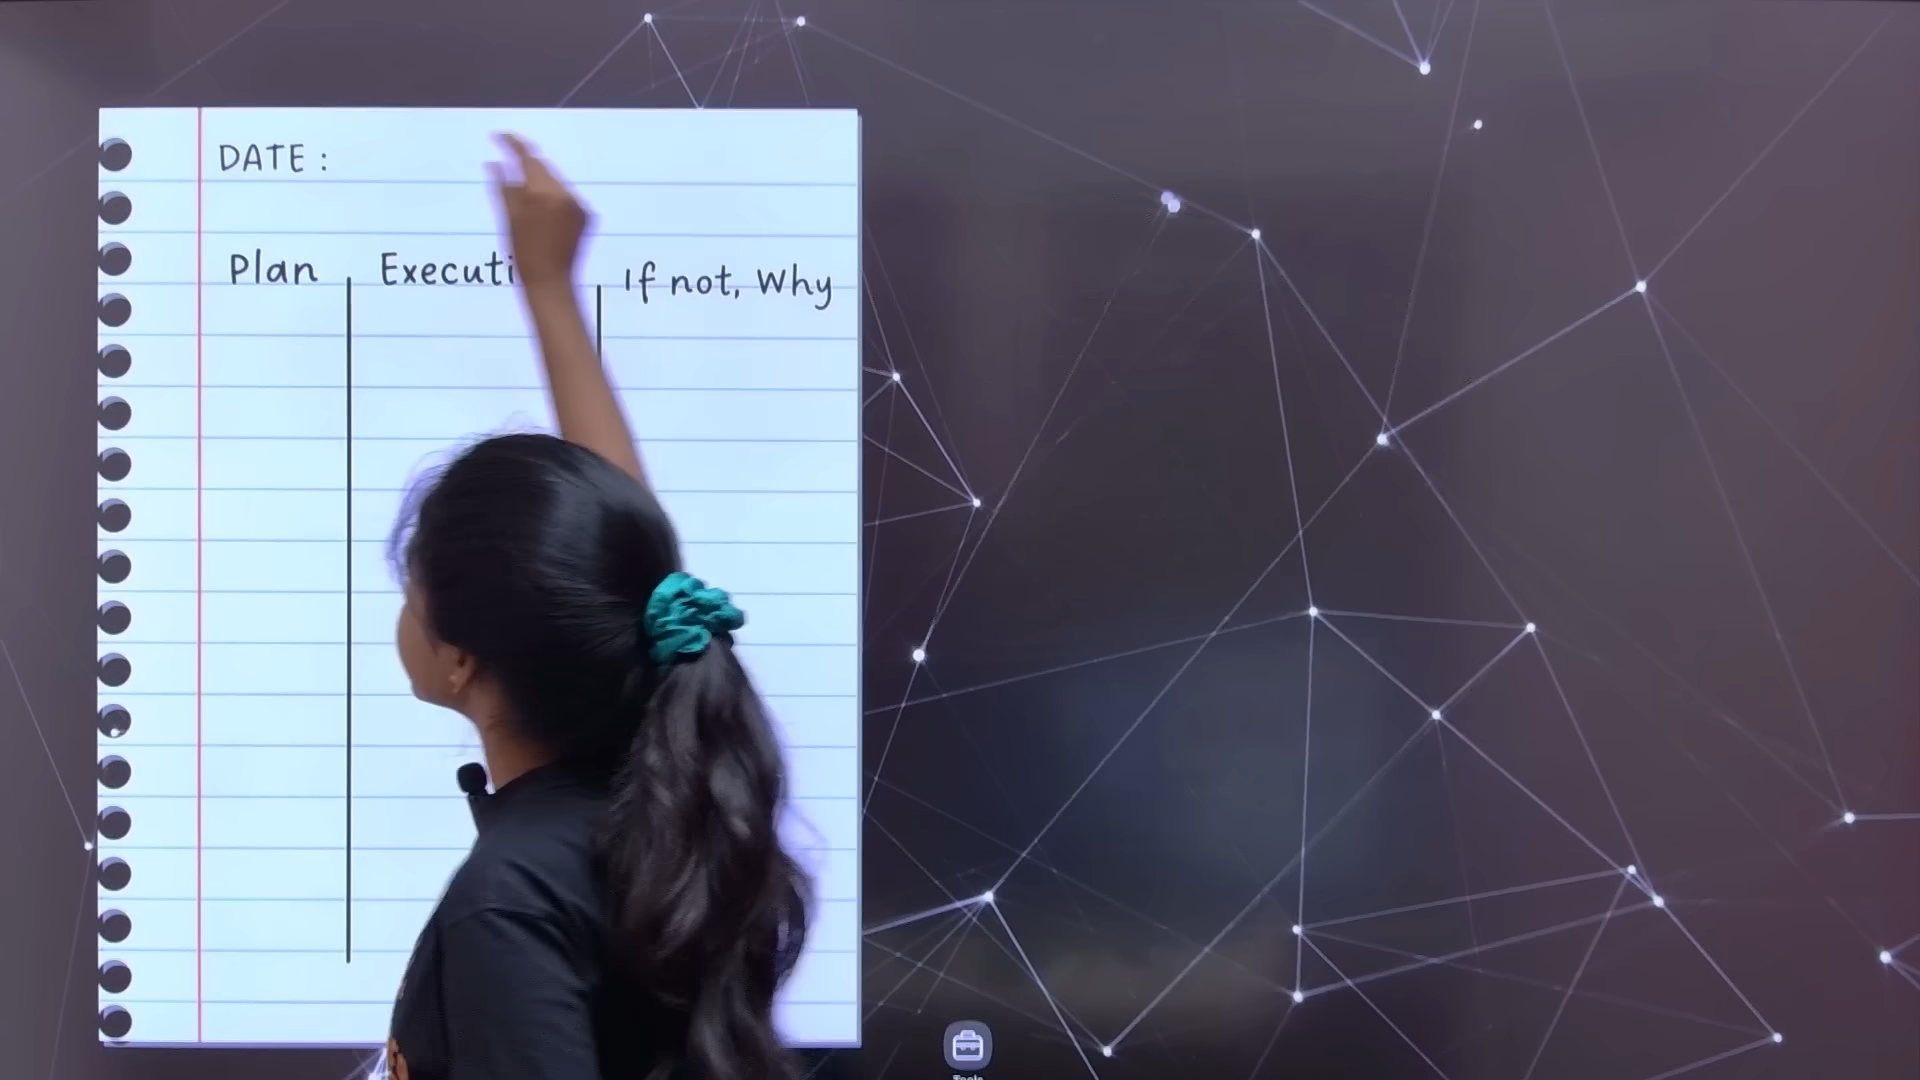 DATE :
Plan Executi If not, Why